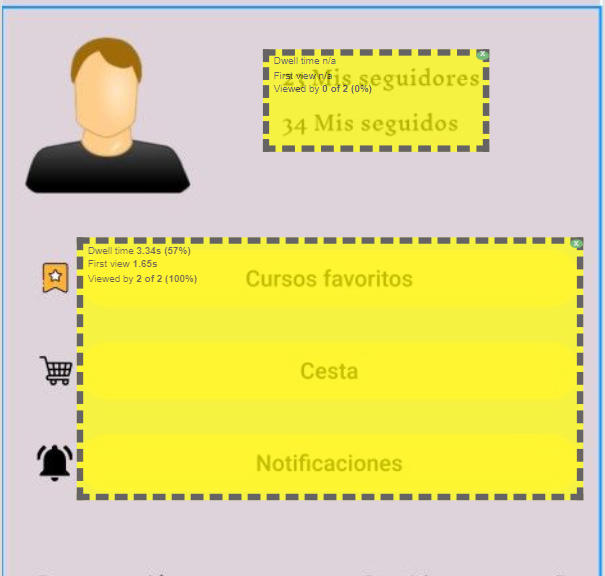 Dwell time n/a
First view n/a
Viewed by 0 of 2 (0%)
Mis seguidores
34 Mis seguidos
Dwell time 3.34s (57%)
First view 1.65s
Viewed by 2 of 2 (100%)
Cursos favoritos
Cesta
Notificaciones